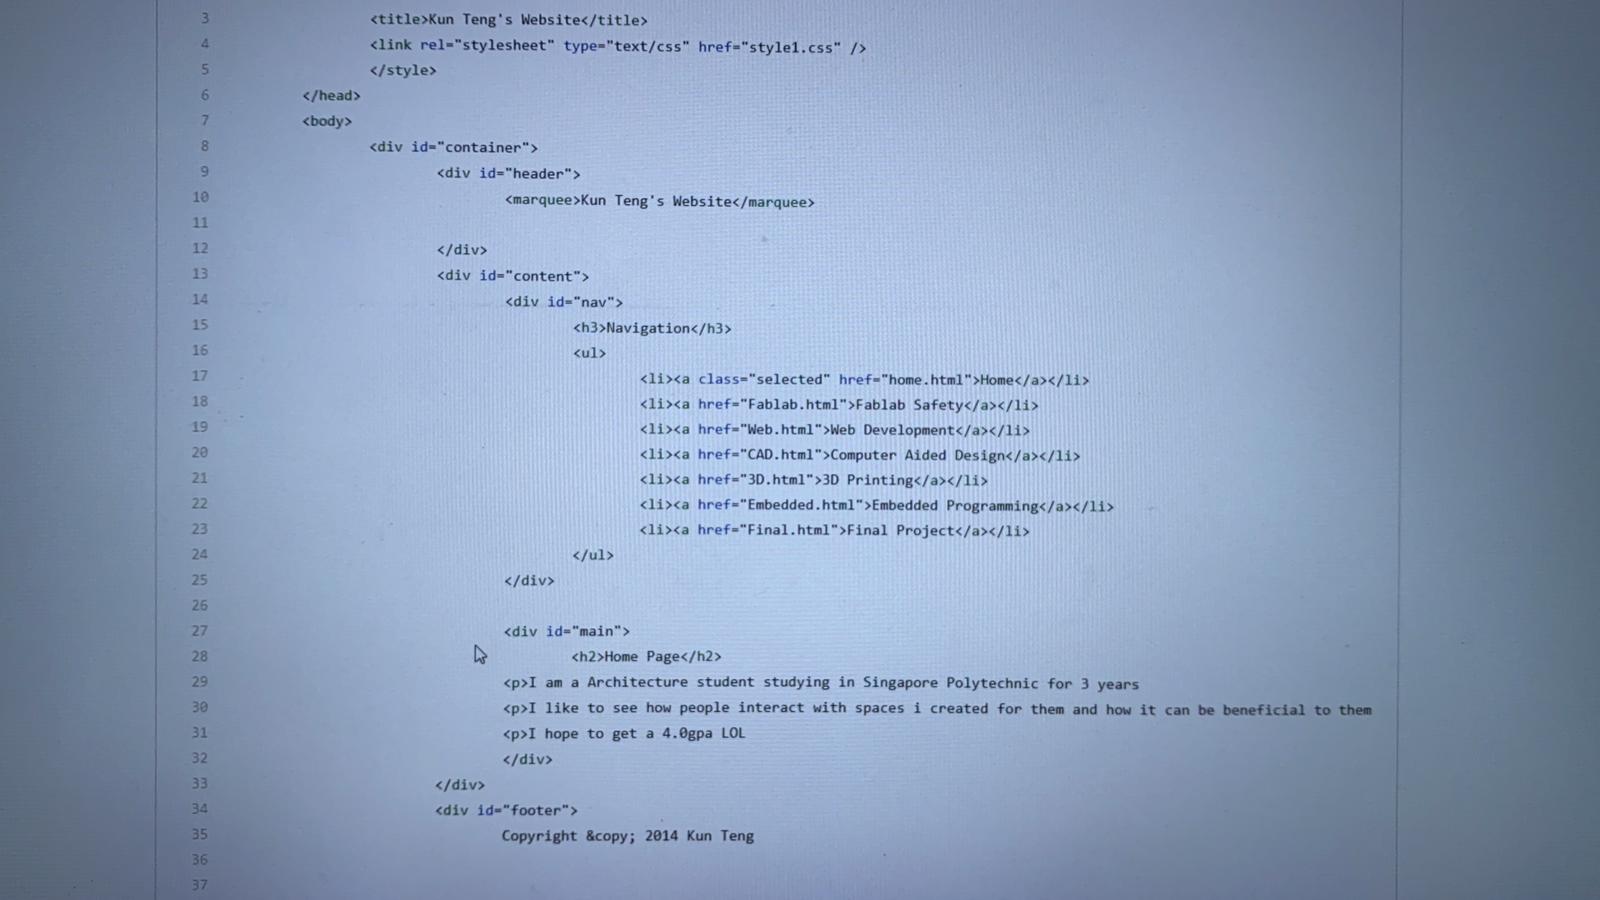 3 <title>Kun Teng's Website</title>
4 <link rel="stylesheet" type="text/css" href="style1.css" />
5 </style>
6 </head>
7 <body>
8 <div id="container">
9 <div id="header">
10 <marquee>Kun Teng's Website</marquee>
11
12 </div>
13 <div id="content">
14 <div id="nav">
15 <h3>Navigation</h3>
16 <ul>
17 <li><a class="selected" href="home.html">Home</a></li>
18 <li><a href="Fablab.html">Fablab Safety</a></li>
19 <li><a href="Web.html">Web Development</a></li>
20 <li><a href="CAD.html">Computer Aided Design</a></li>
21 <li><a href="3D.html">3D Printing</a></li>
22 <li><a href="Embedded.html">Embedded Programming</a></li>
23 <li><a href="Final.html">Final Project</a></li>
24 </ul>
25 </div>
26
27 <div id="main">
28 <h2>Home Page</h2>
29 <p>I am a Architecture student studying in Singapore Polytechnic for 3 years
30 <p>I like to see how people interact with spaces i created for them and how it can be beneficial to them
31 <p>I hope to get a 4.0gpa LOL
32 </div>
33 </div>
34 <div id="footer">
35 Copyright &copy; 2014 Kun Teng
36
37